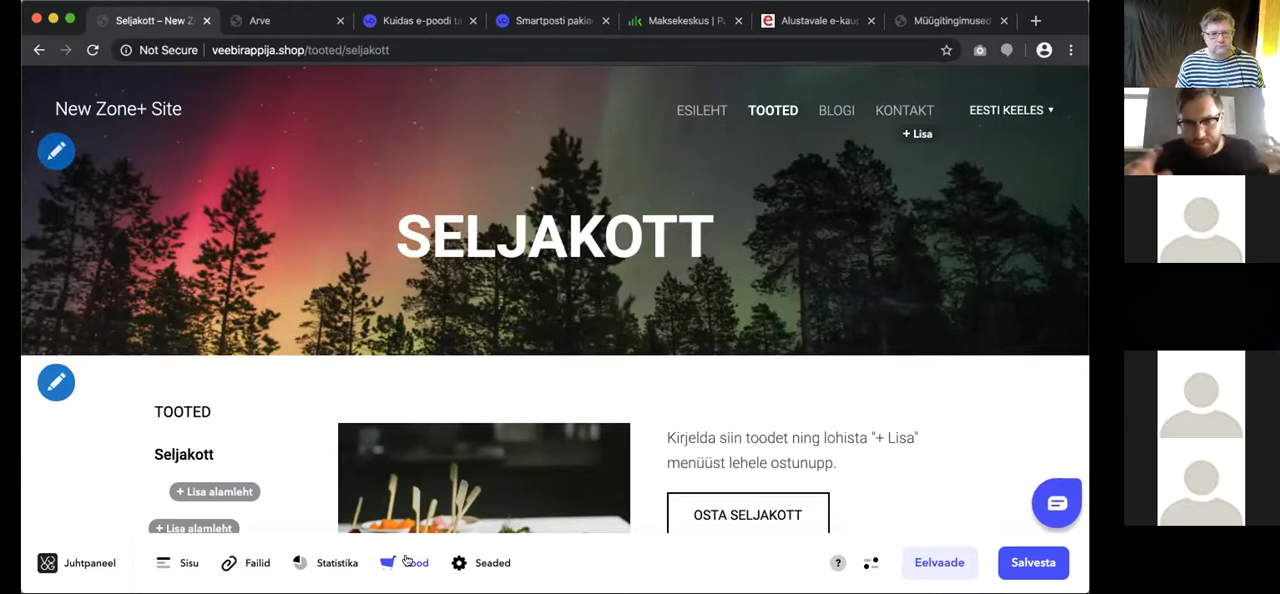 Seljakott – New Z
Arve
Kuidas e-poodi ta
Smartposti pakia
Maksekeskus | P
Alustavale e-kaup
Müügitingimused
Not Secure
veebirappija.shop/tooted/seljakott
New Zone+ Site
ESILEHT
TOOTED
BLOGI
KONTAKT
EESTI KEELES
+ Lisa
SELJAKOTT
TOOTED
Seljakott
+ Lisa alamleht
+ Lisa alamleht
Kirjelda siin toodet ning lohista "+ Lisa"
menüüst lehele ostunupp.
OSTA SELJAKOTT
Juhtpaneel
Sisu
Failid
Statistika
Seaded
?
Eelvaade
Salvesta